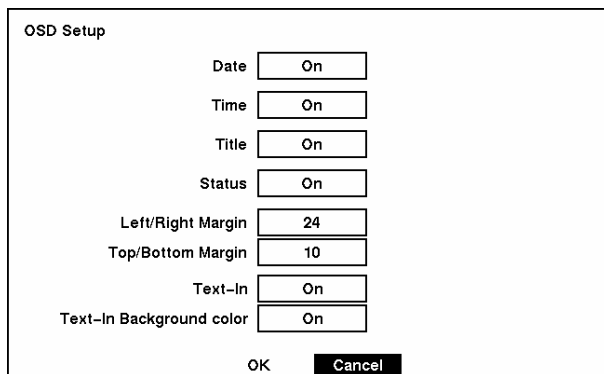 OSD Setup
Date On
Time On
Title On
Status On
Left/Right Margin 24
Top/Bottom Margin 10
Text-In On
Text-In Background color On
OK Cancel